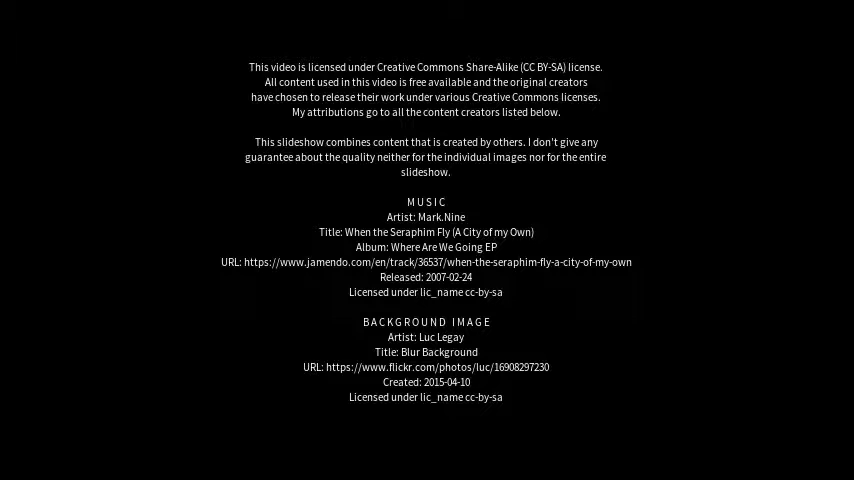 This video is licensed under Creative Commons Share-Alike (CC BY-SA) license.
All content used in this video is free available and the original creators
have chosen to release their work under various Creative Commons licenses.
My attributions go to all the content creators listed below.
This slideshow combines content that is created by others. I don't give any
guarantee about the quality neither for the individual images nor for the entire
slideshow.
MUSIC
Artist: Mark.Nine
Title: When the Seraphim Fly (A City of my Own)
Album: Where Are We Going EP
URL: https://www.jamendo.com/en/track/36537/when-the-seraphim-fly-a-city-of-my-own
Released: 2007-02-24
Licensed under lic_name cc-by-sa
BACKGROUND IMAGE
Artist: Luc Legay
Title: Blur Background
URL: https://www.flickr.com/photos/luc/16908297230
Created: 2015-04-10
Licensed under lic_name cc-by-sa